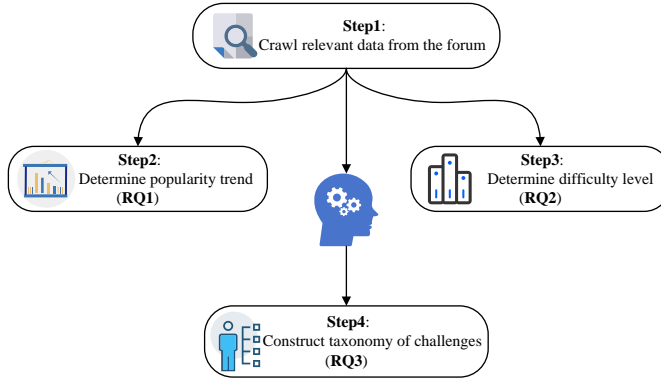 Step1:
Crawl relevant data from the forum
Step2:
Determine popularity trend
(RQ1)
Step3:
Determine difficulty level
(RQ2)
Step4:
Construct taxonomy of challenges
(RQ3)